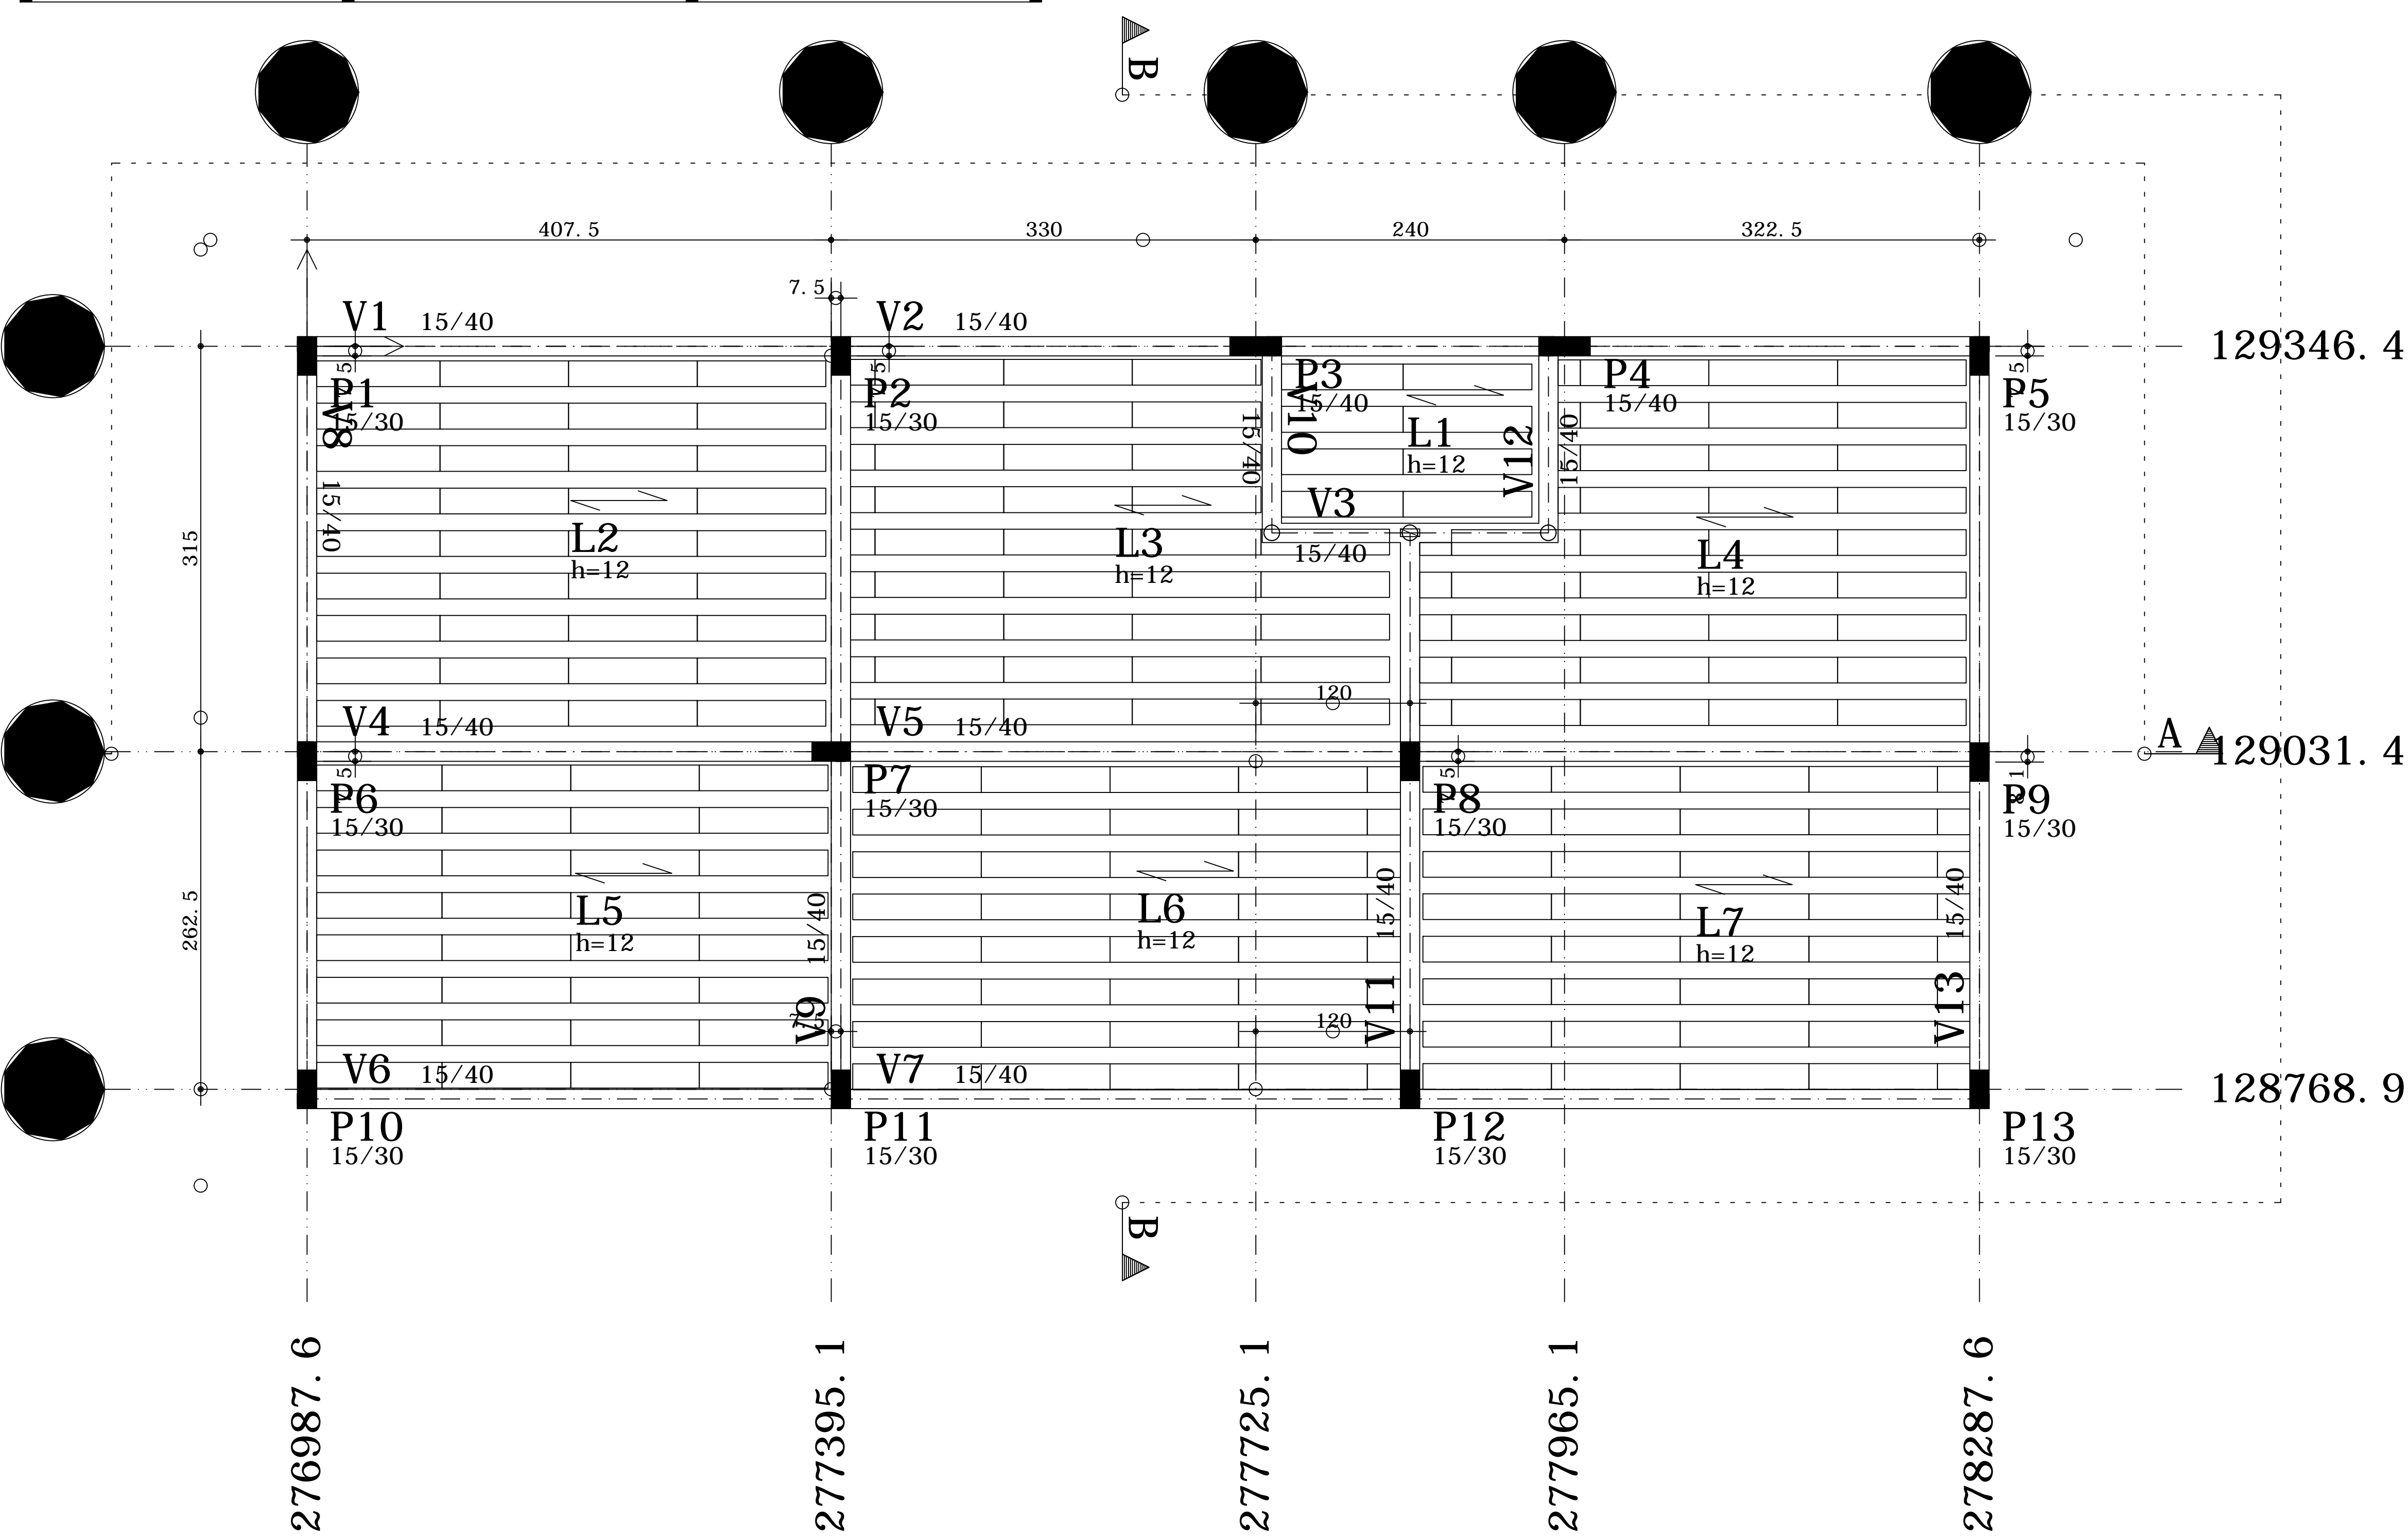 B
407.5
330
240
322.5
7.5
V1 15/40
V2 15/40
129346.4
P1
15/30
P2
15/30
P3
15/40
P4
15/40
P5
15/30
V8
15/40
V10
15/40
L1
h=12
V12
15/40
V3
15/40
L2
h=12
L3
h=12
L4
h=12
315
120
V4 15/40
V5 15/40
A
129031.4
P6
15/30
P7
15/30
P8
15/30
P9
15/30
262.5
L5
h=12
L6
h=12
L7
h=12
15/40
V9
15/40
V11
15/40
V13
120
V6 15/40
V7 15/40
128768.9
P10
15/30
P11
15/30
P12
15/30
P13
15/30
B
276987.6
277395.1
277725.1
277965.1
278287.6